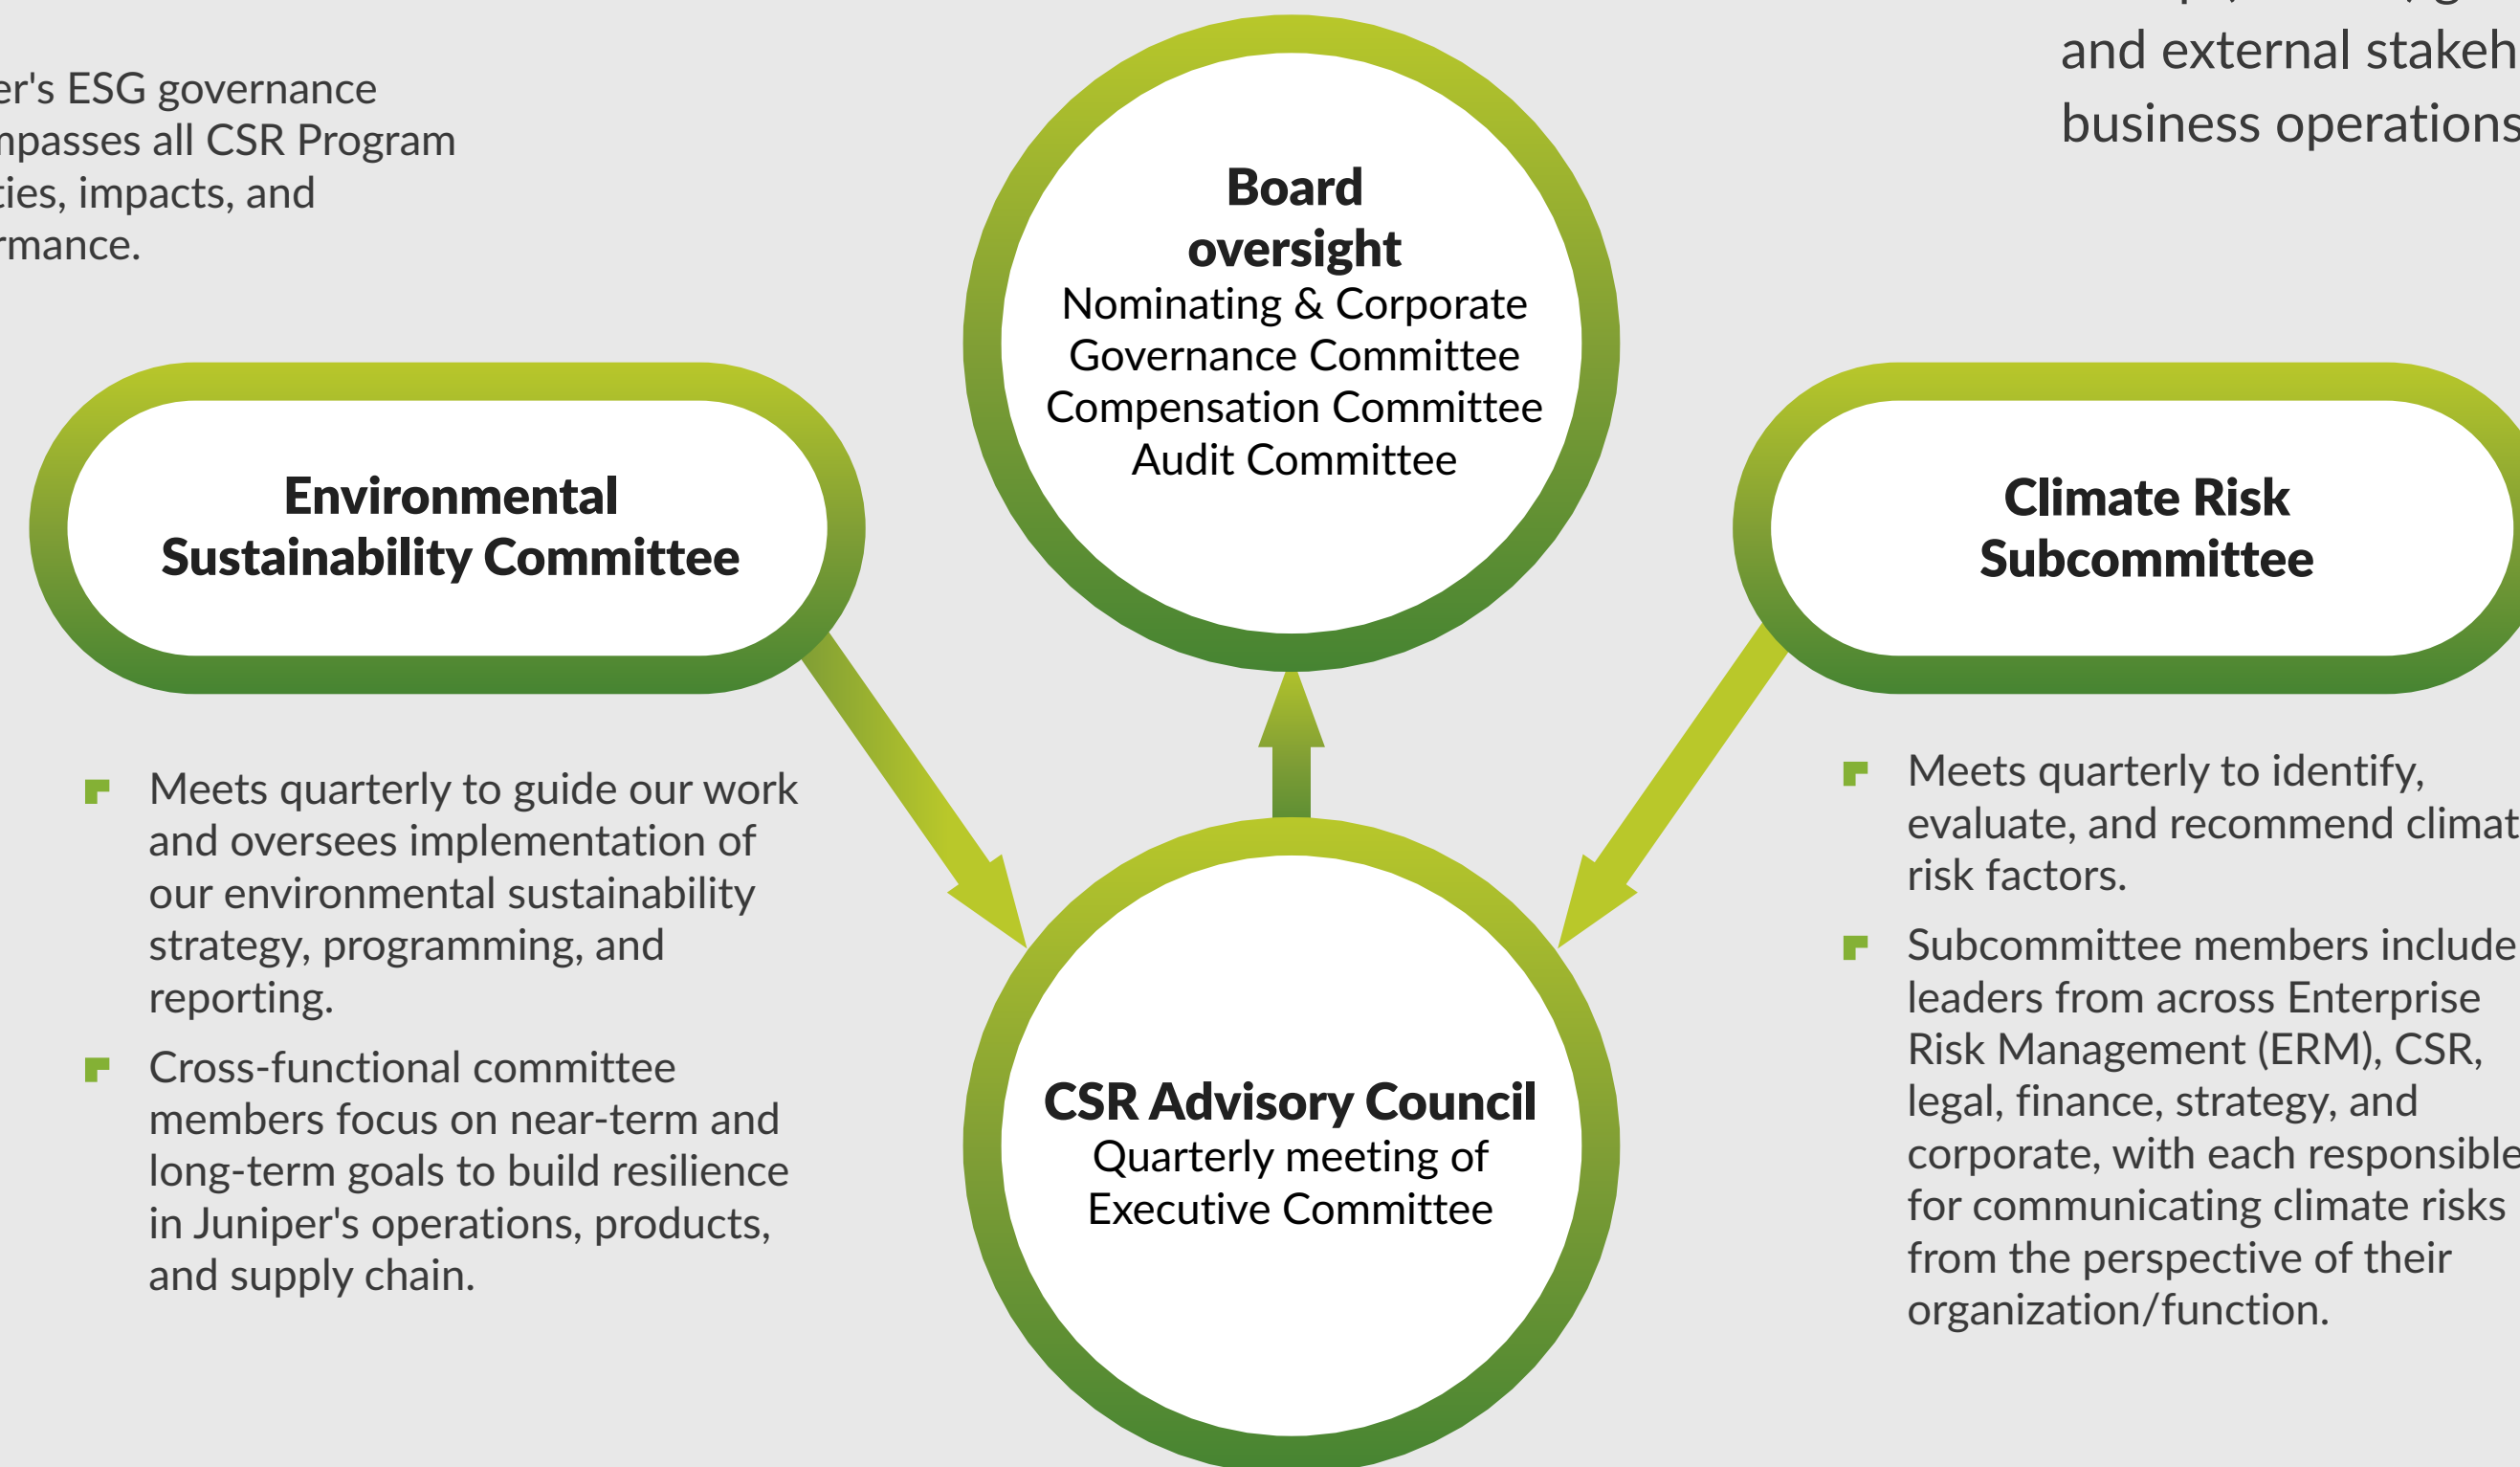 er's ESG governance
mpasses all CSR Program
ties, impacts, and
rmance.
and external stakeh
business operations
Board
oversight
Nominating & Corporate
Governance Committee
Compensation Committee
Audit Committee
Environmental
Sustainability Committee
Climate Risk
Subcommittee
Meets quarterly to guide our work
and oversees implementation of
our environmental sustainability
strategy, programming, and
reporting.
Cross-functional committee
members focus on near-term and
long-term goals to build resilience
in Juniper's operations, products,
and supply chain.
CSR Advisory Council
Quarterly meeting of
Executive Committee
Meets quarterly to identify,
evaluate, and recommend climat
risk factors.
Subcommittee members include
leaders from across Enterprise
Risk Management (ERM), CSR,
legal, finance, strategy, and
corporate, with each responsible
for communicating climate risks
from the perspective of their
organization/function.